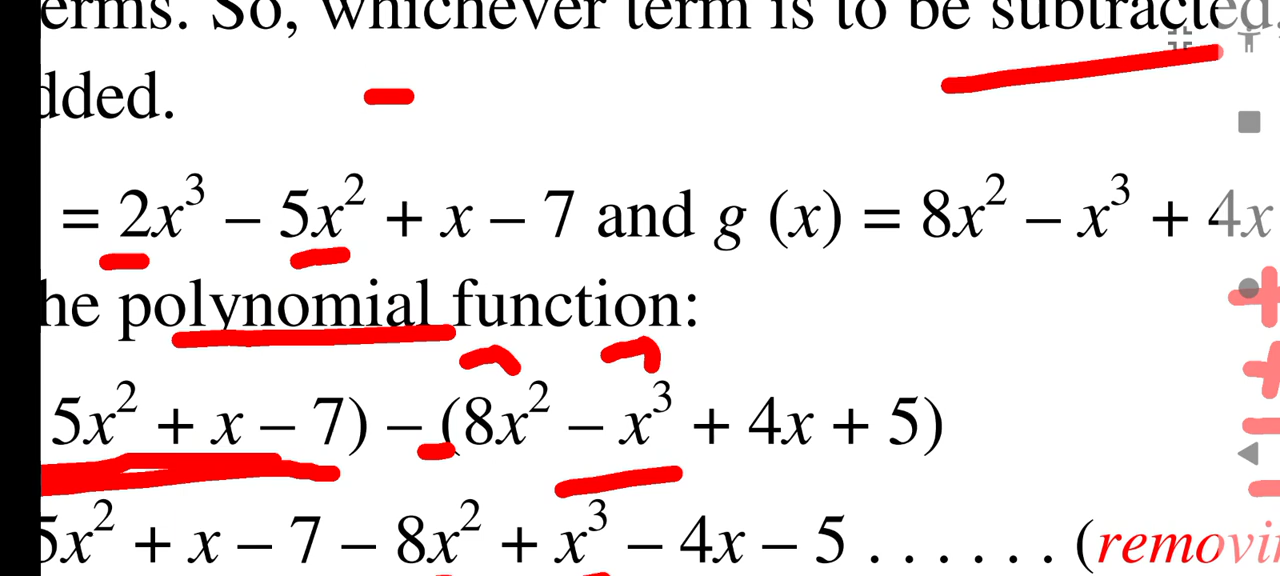 erms. So, whichever term is to be subtracted,
dded.
= 2x³ – 5x² + x – 7 and g (x) = 8x² – x³ + 4x
he polynomial function:
5x² + x – 7) – (8x² – x³ + 4x + 5)
5x² + x – 7 – 8x² + x³ – 4x – 5 . . . . . . (removin